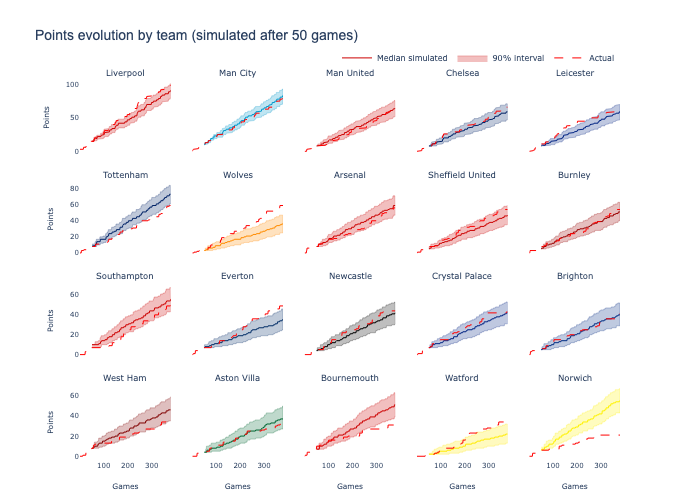 Points evolution by team (simulated after 50 games)
Median simulated 90% interval Actual
Liverpool Man City Man United Chelsea Leicester
100
50
0
Points
Tottenham Wolves Arsenal Sheffield United Burnley
80
60
40
20
0
Points
Southampton Everton Newcastle Crystal Palace Brighton
60
40
20
0
Points
West Ham Aston Villa Bournemouth Watford Norwich
60
40
20
0
Points
100 200 300 100 200 300 100 200 300 100 200 300 100 200 300
Games Games Games Games Games